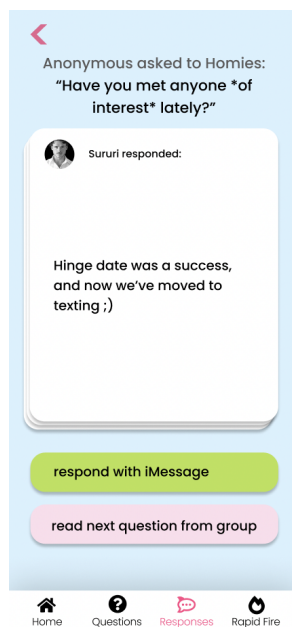 Anonymous asked to Homies:
“Have you met anyone *of
interest* lately?”
Sururi responded:
Hinge date was a success,
and now we’ve moved to
texting ;)
respond with iMessage
read next question from group
Home Questions Responses Rapid Fire